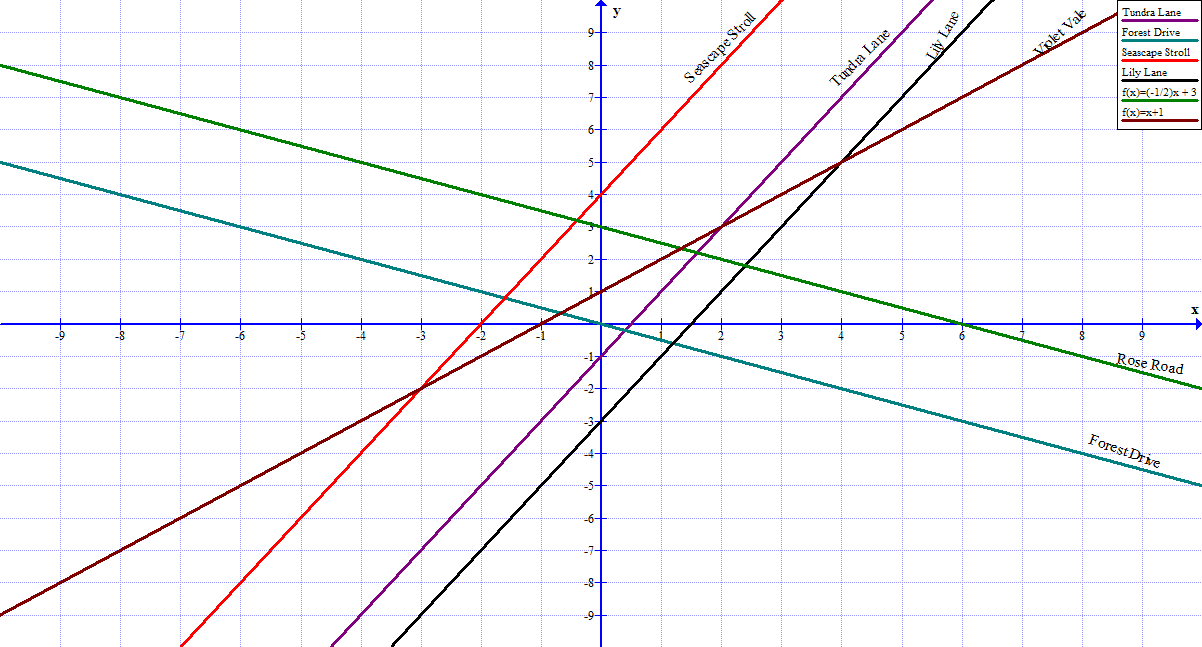 y
x
Tundra Lane
Forest Drive
Seascape Stroll
Lily Lane
f(x)=(-1/2)x + 3
f(x)=x+1
Seascape Stroll
Tundra Lane
Lily Lane
Violet Vale
Rose Road
Forest Drive
9
8
7
6
5
4
3
2
1
-9 -8 -7 -6 -5 -4 -3 -2 -1 2 3 4 5 6 7 8 9
-1
-2
-3
-4
-5
-6
-7
-8
-9